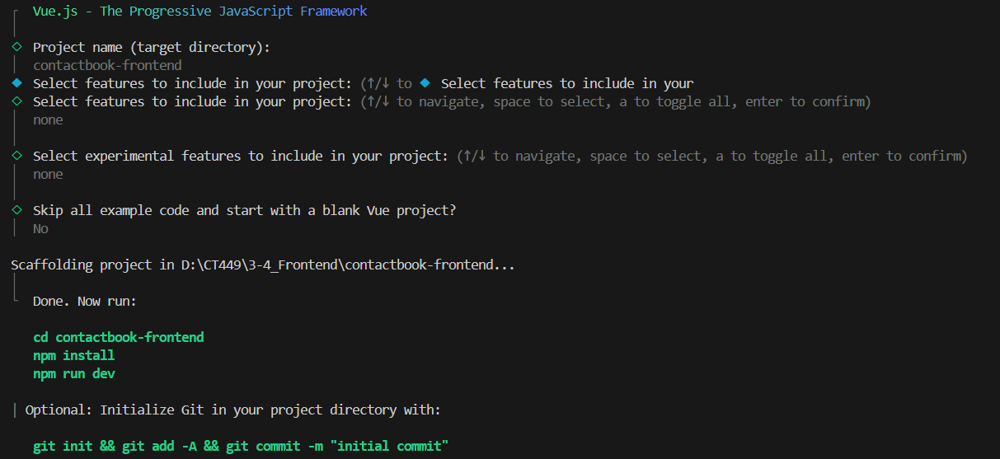 Vue.js - The Progressive JavaScript Framework
◇ Project name (target directory):
contactbook-frontend
◆ Select features to include in your project: (↑/↓ to ◆ Select features to include in your
◇ Select features to include in your project: (↑/↓ to navigate, space to select, a to toggle all, enter to confirm)
none
◇ Select experimental features to include in your project: (↑/↓ to navigate, space to select, a to toggle all, enter to confirm)
none
◇ Skip all example code and start with a blank Vue project?
No
Scaffolding project in D:\CT449\3-4_Frontend\contactbook-frontend...
Done. Now run:
cd contactbook-frontend
npm install
npm run dev
| Optional: Initialize Git in your project directory with:
git init && git add -A && git commit -m "initial commit"